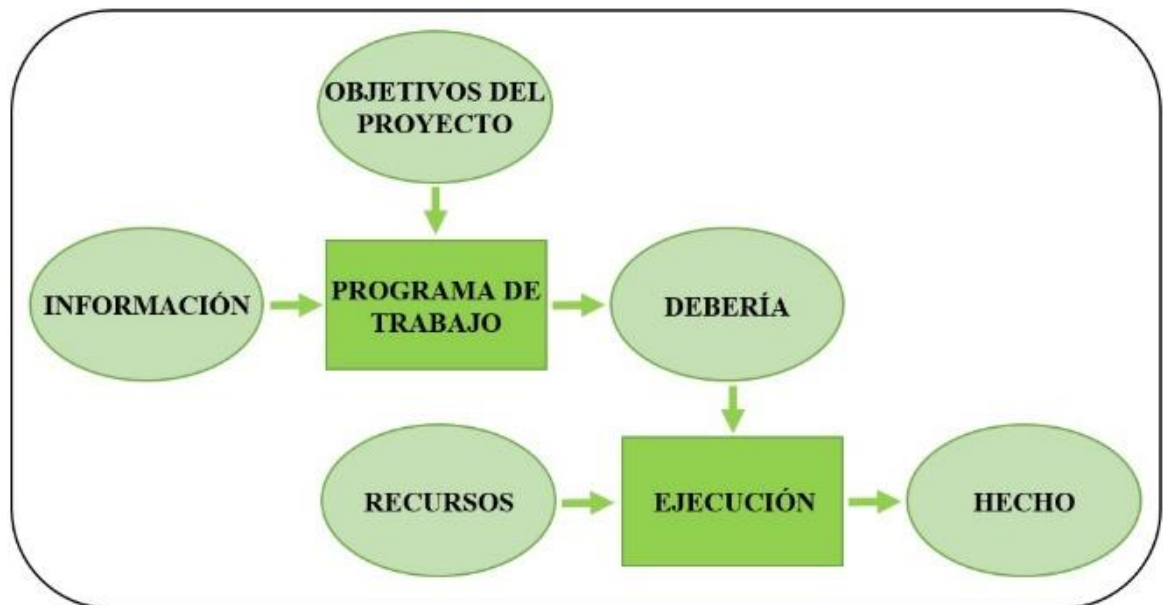 OBJETIVOS DEL
PROYECTO
INFORMACIÓN
PROGRAMA DE
TRABAJO
DEBERÍA
RECURSOS
EJECUCIÓN
HECHO